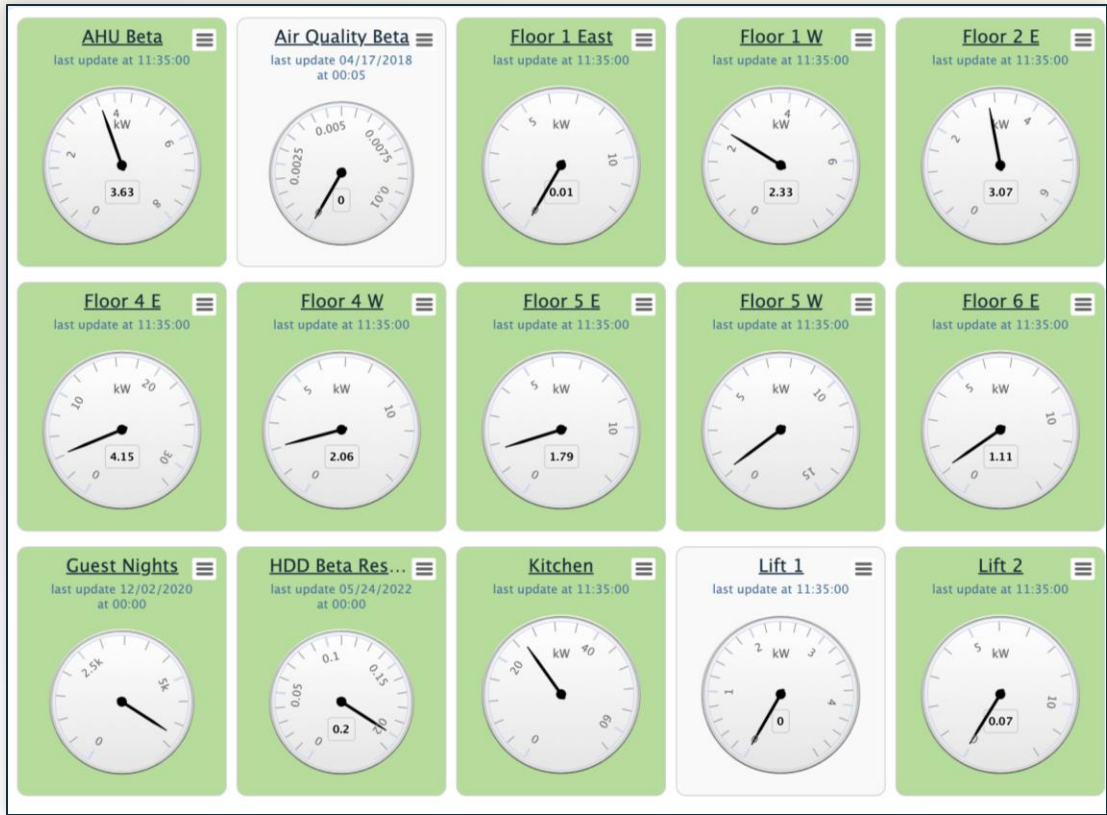 AHU Beta
last update at 11:35:00
2
4
6
8
0
kW
3.63
Air Quality Beta
last update 04/17/2018
at 00:05
0.0025
0.005
0.0075
0.01
0
0
Floor 1 East
last update at 11:35:00
5
10
0
kW
0.01
Floor 1 W
last update at 11:35:00
2
4
6
0
kW
2.33
Floor 2 E
last update at 11:35:00
2
4
6
0
kW
3.07
Floor 4 E
last update at 11:35:00
10
20
30
0
kW
4.15
Floor 4 W
last update at 11:35:00
5
10
0
kW
2.06
Floor 5 E
last update at 11:35:00
5
10
0
kW
1.79
Floor 5 W
last update at 11:35:00
5
10
15
0
kW
Floor 6 E
last update at 11:35:00
5
10
0
kW
1.11
Guest Nights
last update 12/02/2020
at 00:00
2.5k
5k
0
HDD Beta Res...
last update 05/24/2022
at 00:00
0.05
0.1
0.15
0.2
0
0.2
Kitchen
last update at 11:35:00
20
40
60
0
kW
Lift 1
last update at 11:35:00
1
2
3
4
0
kW
0
Lift 2
last update at 11:35:00
5
10
0
kW
0.07